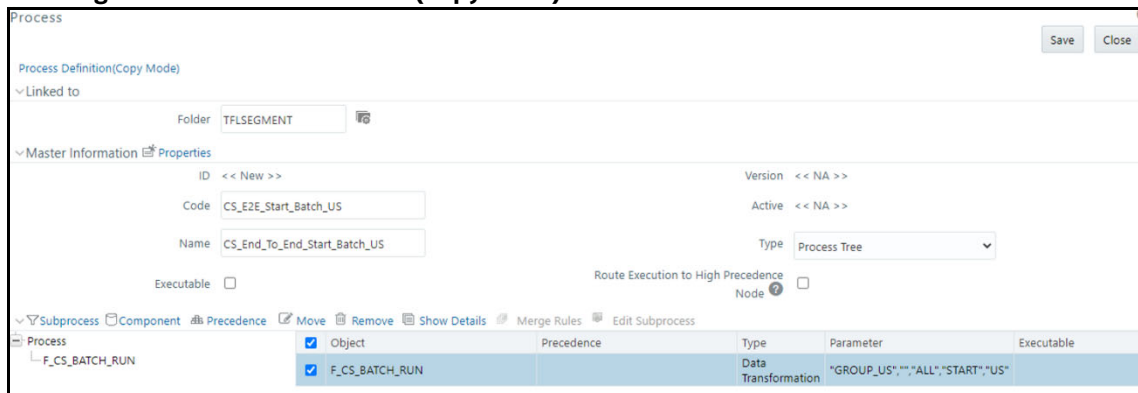 (Copy
Process
Save Close
Process Definition(Copy Mode)
Linked to
Folder TFLSEGMENT
Master Information Properties
ID << New >> Version << NA >>
Code CS_E2E_Start_Batch_US Active << NA >>
Name CS_End_To_End_Start_Batch_US Type Process Tree
Executable Route Execution to High Precedence
Node ?
Subprocess Component Precedence Move Remove Show Details Merge Rules Edit Subprocess
Process Object Precedence Type Parameter Executable
F_CS_BATCH_RUN F_CS_BATCH_RUN Data
Transformation "GROUP_US","","ALL","START","US"